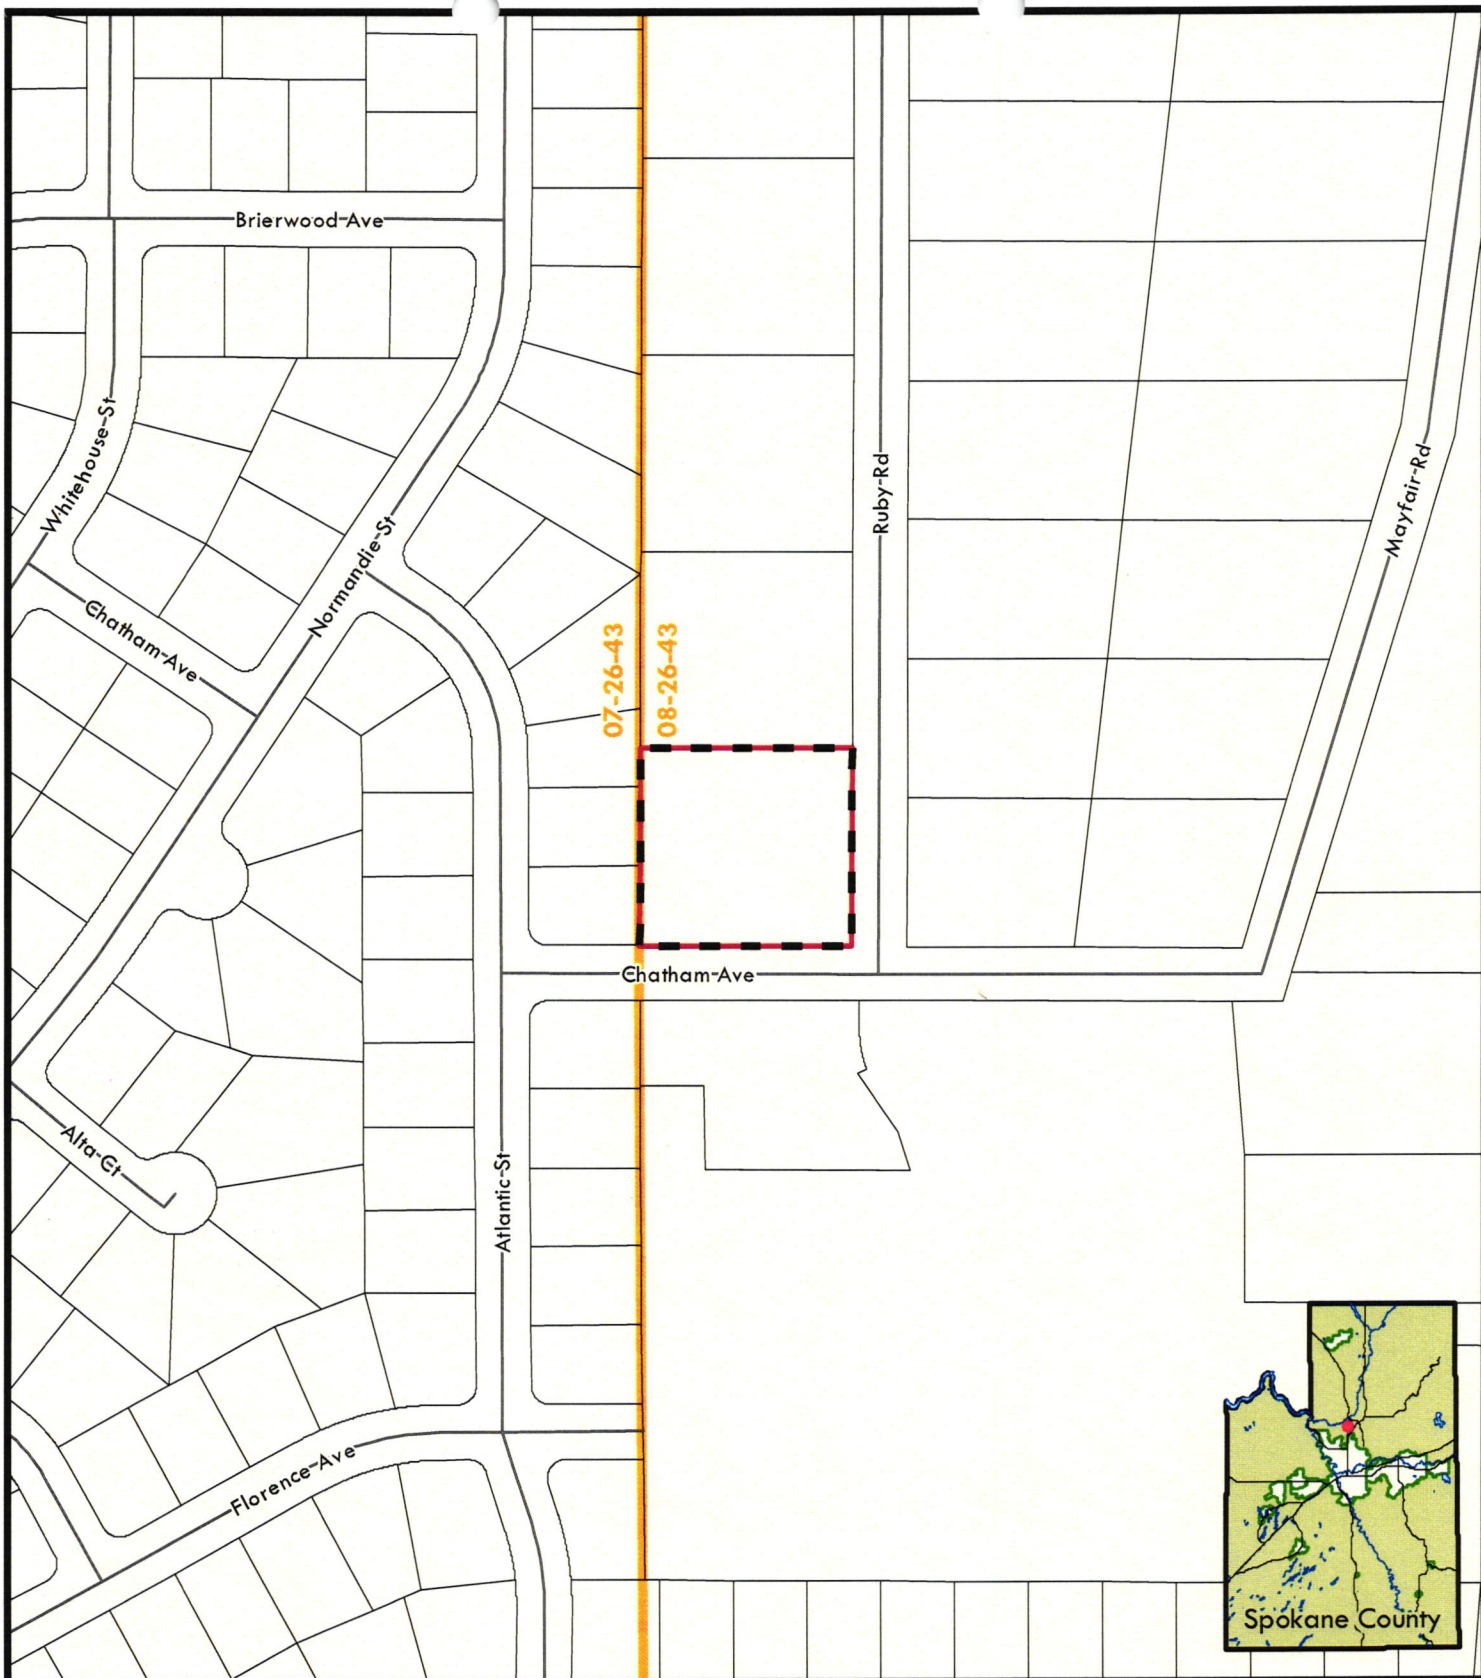 Brierwood Ave
Whitehouse St
Normandie St
Ruby Rd
Mayfair Rd
Chatham Ave
07-26-43
08-26-43
Chatham Ave
Alta Ct
Atlantic St
Florence Ave
Spokane County